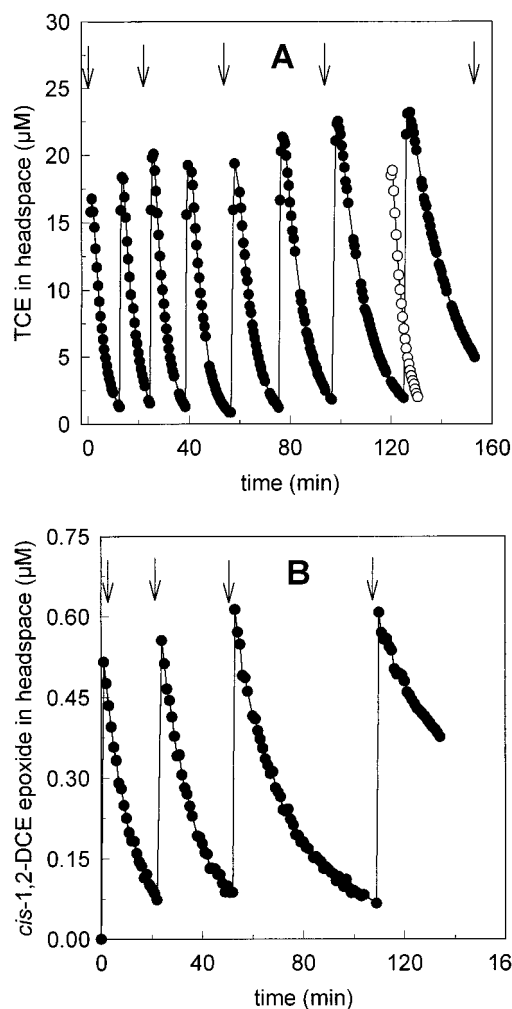 A
TCE in headspace (µM)
30
25
20
15
10
5
0
0 40 80 120 160
time (min)
B
cis-1,2-DCE epoxide in headspace (µM)
0.75
0.60
0.45
0.30
0.15
0.00
0 40 80 120 16
time (min)